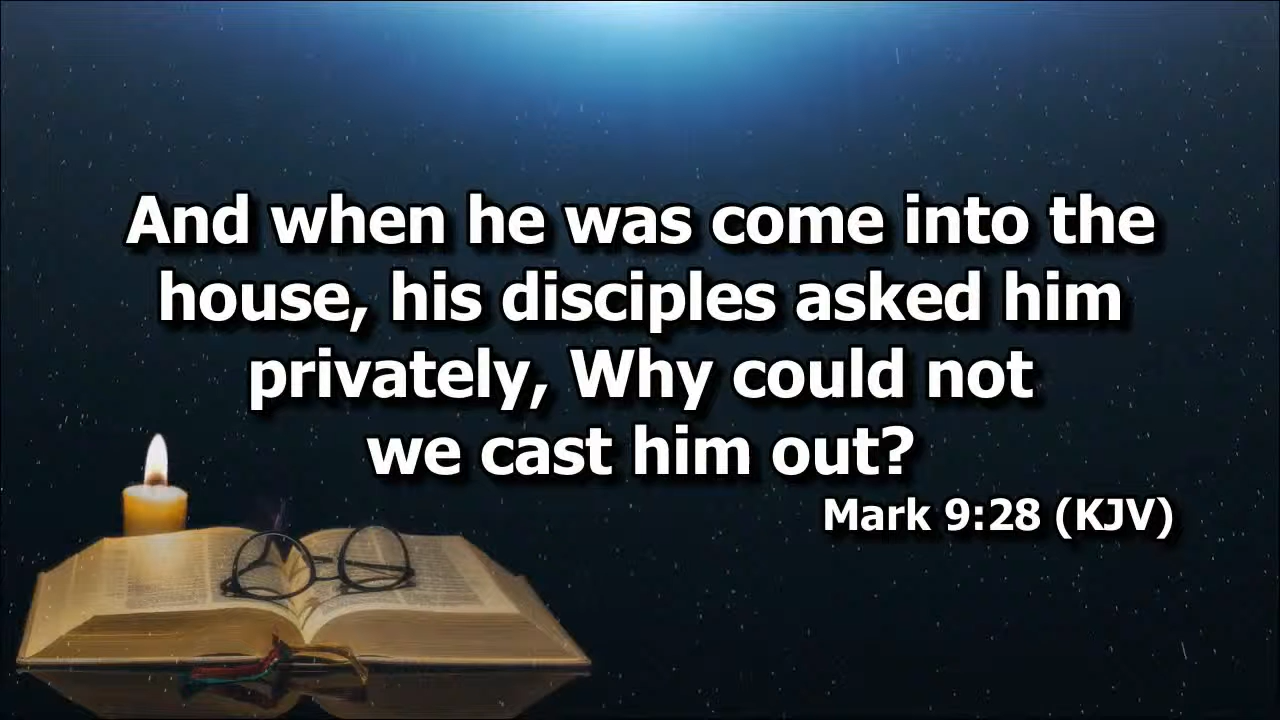 And when he was come into the
house, his disciples asked him
privately, Why could not
we cast him out?
Mark 9:28 (KJV)